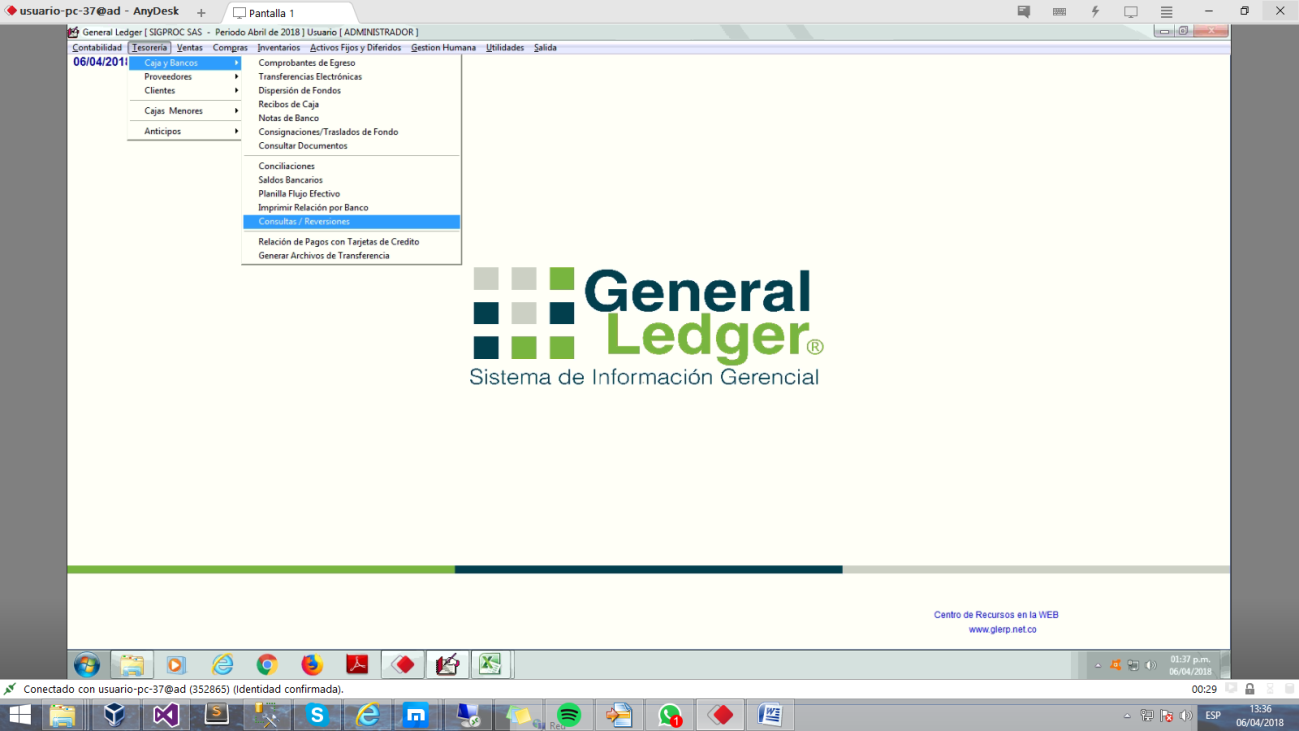 usuario-pc-37@ad - AnyDesk
Pantalla 1
General Ledger [ SIGPROC SAS - Periodo Abril de 2018 ] Usuario [ ADMINISTRADOR ]
Contabilidad Tesorería Ventas Compras Inventarios Activos Fijos y Diferidos Gestion Humana Utilidades Salida
06/04/201
Caja y Bancos
Proveedores
Clientes
Cajas Menores
Anticipos
Comprobantes de Egreso
Transferencias Electrónicas
Dispersión de Fondos
Recibos de Caja
Notas de Banco
Consignaciones/Traslados de Fondo
Consultar Documentos
Conciliaciones
Saldos Bancarios
Planilla Flujo Efectivo
Imprimir Relación por Banco
Consultas / Reversiones
Relación de Pagos con Tarjetas de Credito
Generar Archivos de Transferencia
General
Ledger®
Sistema de Información Gerencial
Centro de Recursos en la WEB
www.glerp.net.co
01:37 p.m.
06/04/2018
Conectado con usuario-pc-37@ad (352865) (Identidad confirmada).
00:29
Red
ESP
13:36
06/04/2018